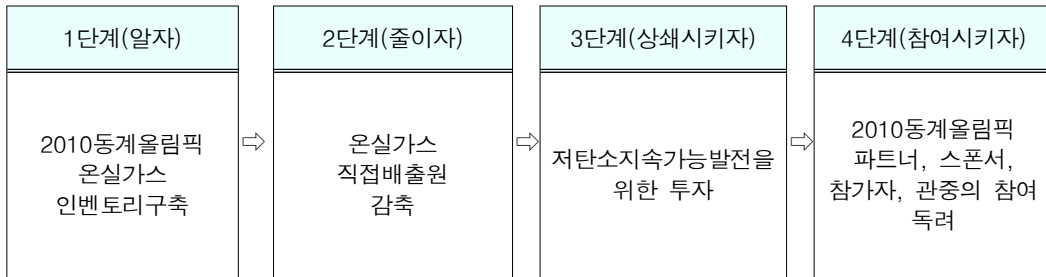 1단계(알자)
2010동계올림픽
온실가스
인벤토리구축
⇨
2단계(줄이자)
온실가스
직접배출원
감축
⇨
3단계(상쇄시키자)
저탄소지속가능발전을
위한 투자
⇨
4단계(참여시키자)
2010동계올림픽
파트너, 스폰서,
참가자, 관중의 참여
독려